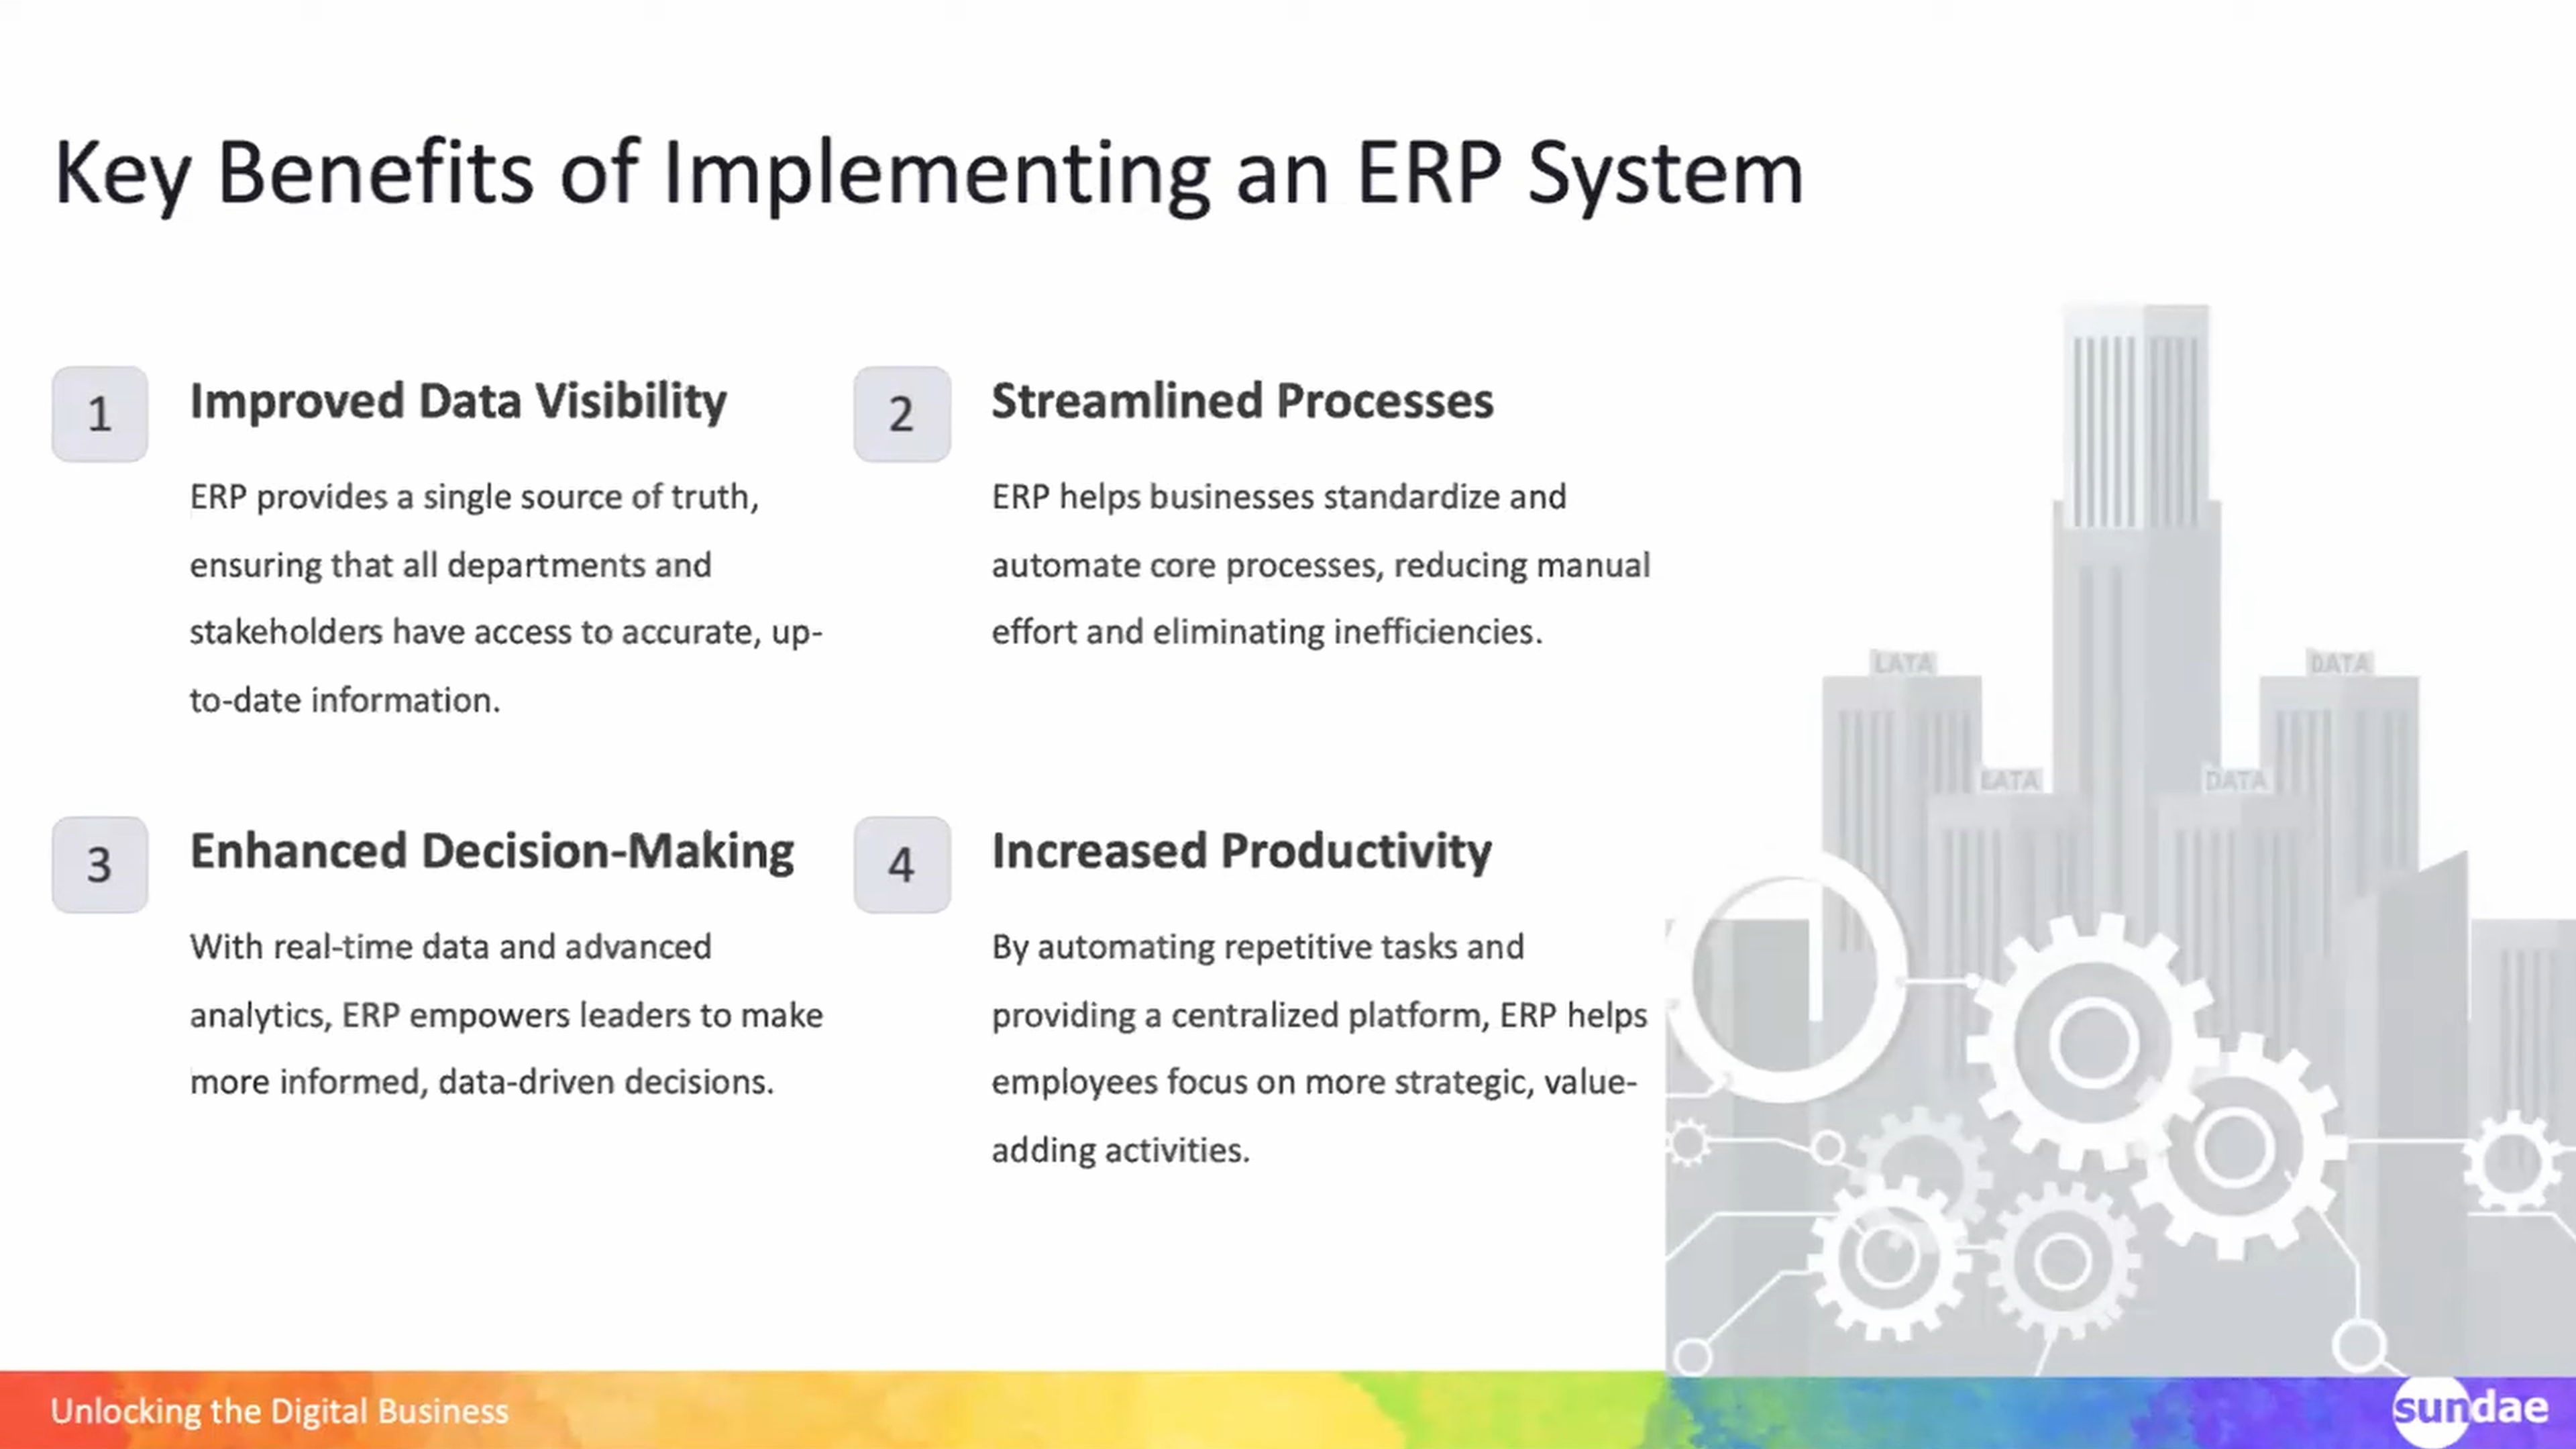 Key Benefits of Implementing an ERP System
1
Improved Data Visibility
ERP provides a single source of truth,
ensuring that all departments and
stakeholders have access to accurate, up-
to-date information.
2
Streamlined Processes
ERP helps businesses standardize and
automate core processes, reducing manual
effort and eliminating inefficiencies.
3
Enhanced Decision-Making
With real-time data and advanced
analytics, ERP empowers leaders to make
more informed, data-driven decisions.
4
Increased Productivity
By automating repetitive tasks and
providing a centralized platform, ERP helps
employees focus on more strategic, value-
adding activities.
LATA
DATA
LATA
DATA
Unlocking the Digital Business
sundae